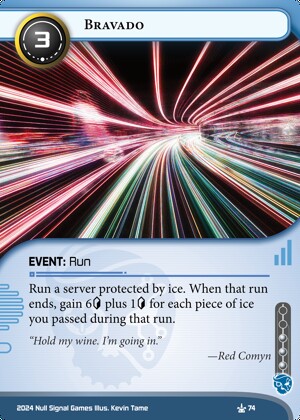 3
Bravado
EVENT: Run
Run a server protected by ice. When that run
ends, gain 6 plus 1 for each piece of ice
you passed during that run.
“Hold my wine. I’m going in.”
—Red Comyn
2024 Null Signal Games Illus. Kevin Tame
74